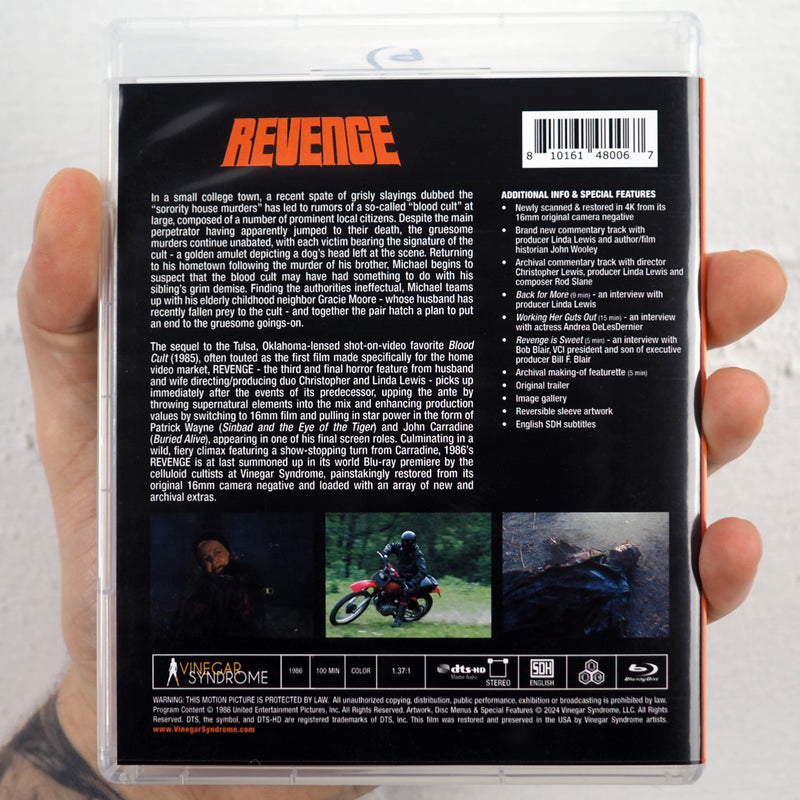 REVENGE
8 10161 48006 7
In a small college town, a recent spate of grisly slayings dubbed the
"sorority house murders" has led to rumors of a so-called "blood cult" at
large, composed of a number of prominent local citizens. Despite the main
perpetrator having apparently jumped to their death, the gruesome
murders continue unabated, with each victim bearing the signature of the
cult - a golden amulet depicting a dog's head left at the scene. Returning
to his hometown following the murder of his brother, Michael begins to
suspect that the blood cult may have had something to do with his
sibling's grim demise. Finding the authorities ineffectual, Michael teams
up with his elderly childhood neighbor Gracie Moore - whose husband has
recently fallen prey to the cult - and together the pair hatch a plan to put
an end to the gruesome goings-on.
The sequel to the Tulsa, Oklahoma-lensed shot-on-video favorite Blood
Cult (1985), often touted as the first film made specifically for the home
video market, REVENGE - the third and final horror feature from husband
and wife directing/producing duo Christopher and Linda Lewis - picks up
immediately after the events of its predecessor, upping the ante by
throwing supernatural elements into the mix and enhancing production
values by switching to 16mm film and pulling in star power in the form of
Patrick Wayne (Sinbad and the Eye of the Tiger) and John Carradine
(Buried Alive), appearing in one of his final screen roles. Culminating in a
wild, fiery climax featuring a show-stopping turn from Carradine, 1986's
REVENGE is at last summoned up in its world Blu-ray premiere by the
celluloid cultists at Vinegar Syndrome, painstakingly restored from its
original 16mm camera negative and loaded with an array of new and
archival extras.
ADDITIONAL INFO & SPECIAL FEATURES
• Newly scanned & restored in 4K from its
16mm original camera negative
• Brand new commentary track with
producer Linda Lewis and author/film
historian John Wooley
• Archival commentary track with director
Christopher Lewis, producer Linda Lewis and
composer Rod Slane
• Back for More (9 min) - an interview with
producer Linda Lewis
• Working Her Guts Out (15 min) - an interview
with actress Andrea DeLesDernier
• Revenge is Sweet (5 min) - an interview with
Bob Blair, VCI president and son of executive
producer Bill F. Blair
• Archival making-of featurette (5 min)
• Original trailer
• Image gallery
• Reversible sleeve artwork
• English SDH subtitles
VINEGAR
SYNDROME
1986
100 MIN
COLOR
1.37:1
dts-HD
Master Audio
STEREO
SDH
ENGLISH
Blu-ray Disc
WARNING: THIS MOTION PICTURE IS PROTECTED BY LAW. All unauthorized copying, distribution, public performance, exhibition or broadcasting is prohibited by law.
Program Content © 1986 United Entertainment Pictures, Inc. All Rights Reserved. Artwork, Disc Menus & Special Features © 2024 Vinegar Syndrome, LLC. All Rights
Reserved. DTS, the symbol, and DTS-HD are registered trademarks of DTS, Inc. This film was restored and preserved in the USA by Vinegar Syndrome artists.
www.VinegarSyndrome.com